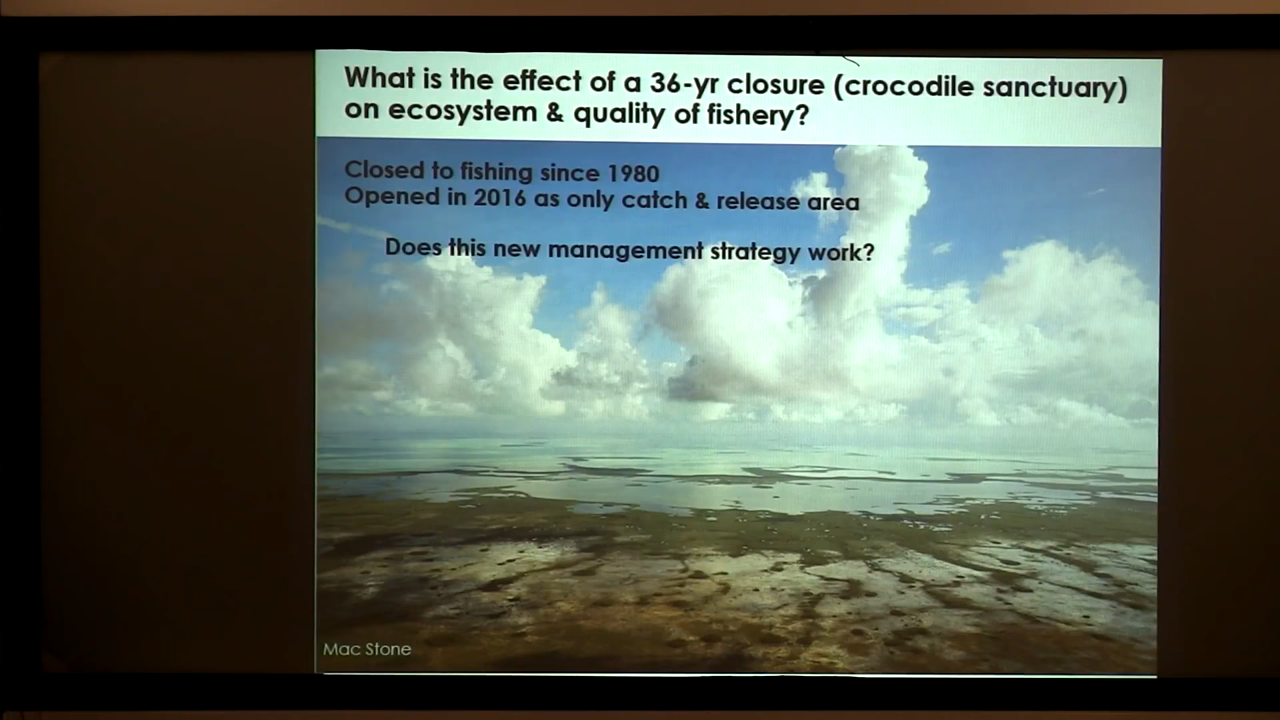 What is the effect of a 36-yr closure (crocodile sanctuary)
on ecosystem & quality of fishery?
Closed to fishing since 1980
Opened in 2016 as only catch & release area
Does this new management strategy work?
Mac Stone